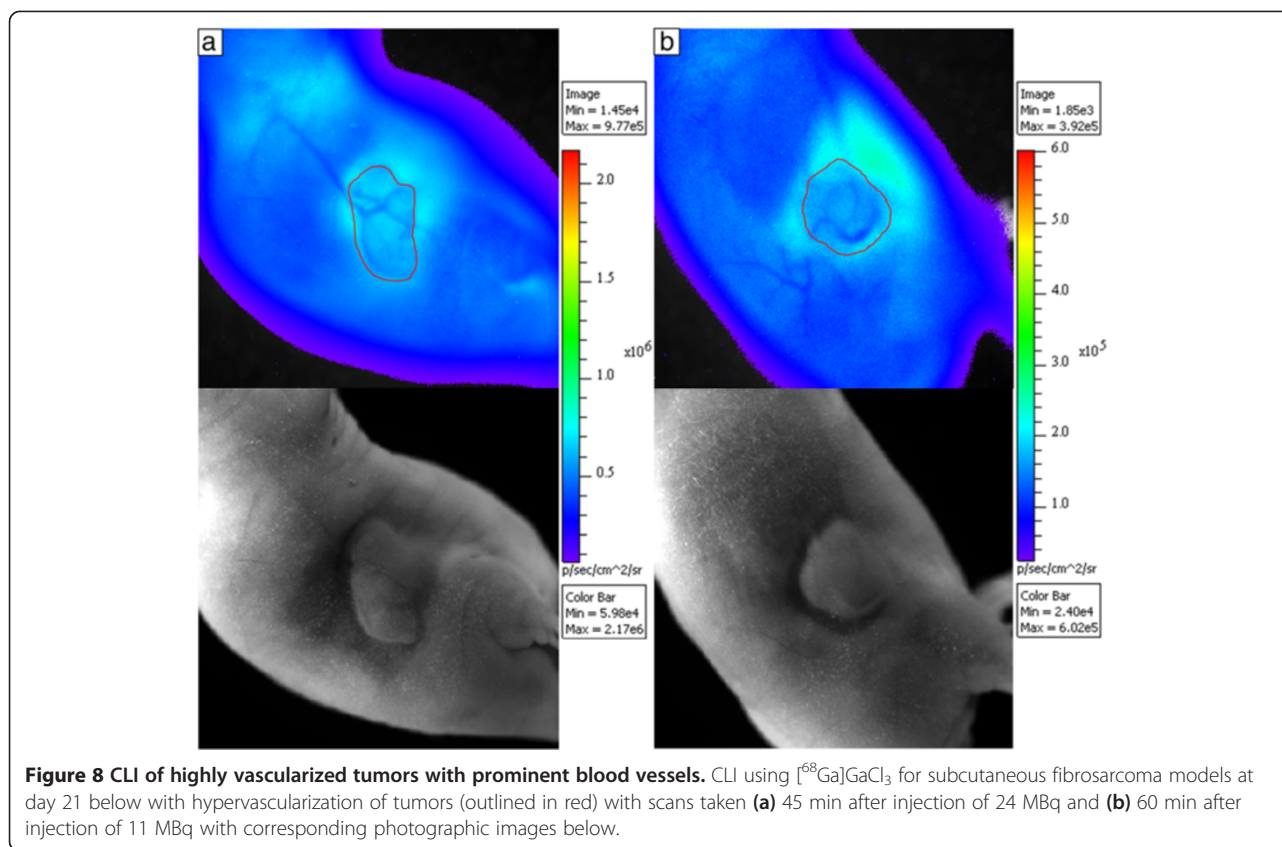 a
Image
Min = 1.45e4
Max = 9.77e5
2.0
1.5
1.0
0.5
x10^6
p/sec/cm^2/sr
Color Bar
Min = 5.98e4
Max = 2.17e6
b
Image
Min = 1.85e3
Max = 3.92e5
6.0
5.0
4.0
3.0
2.0
1.0
x10^5
p/sec/cm^2/sr
Color Bar
Min = 2.40e4
Max = 6.02e5
Figure 8 CLI of highly vascularized tumors with prominent blood vessels. CLI using [⁶⁸Ga]GaCl₃ for subcutaneous fibrosarcoma models at
day 21 below with hypervascularization of tumors (outlined in red) with scans taken (a) 45 min after injection of 24 MBq and (b) 60 min after
injection of 11 MBq with corresponding photographic images below.